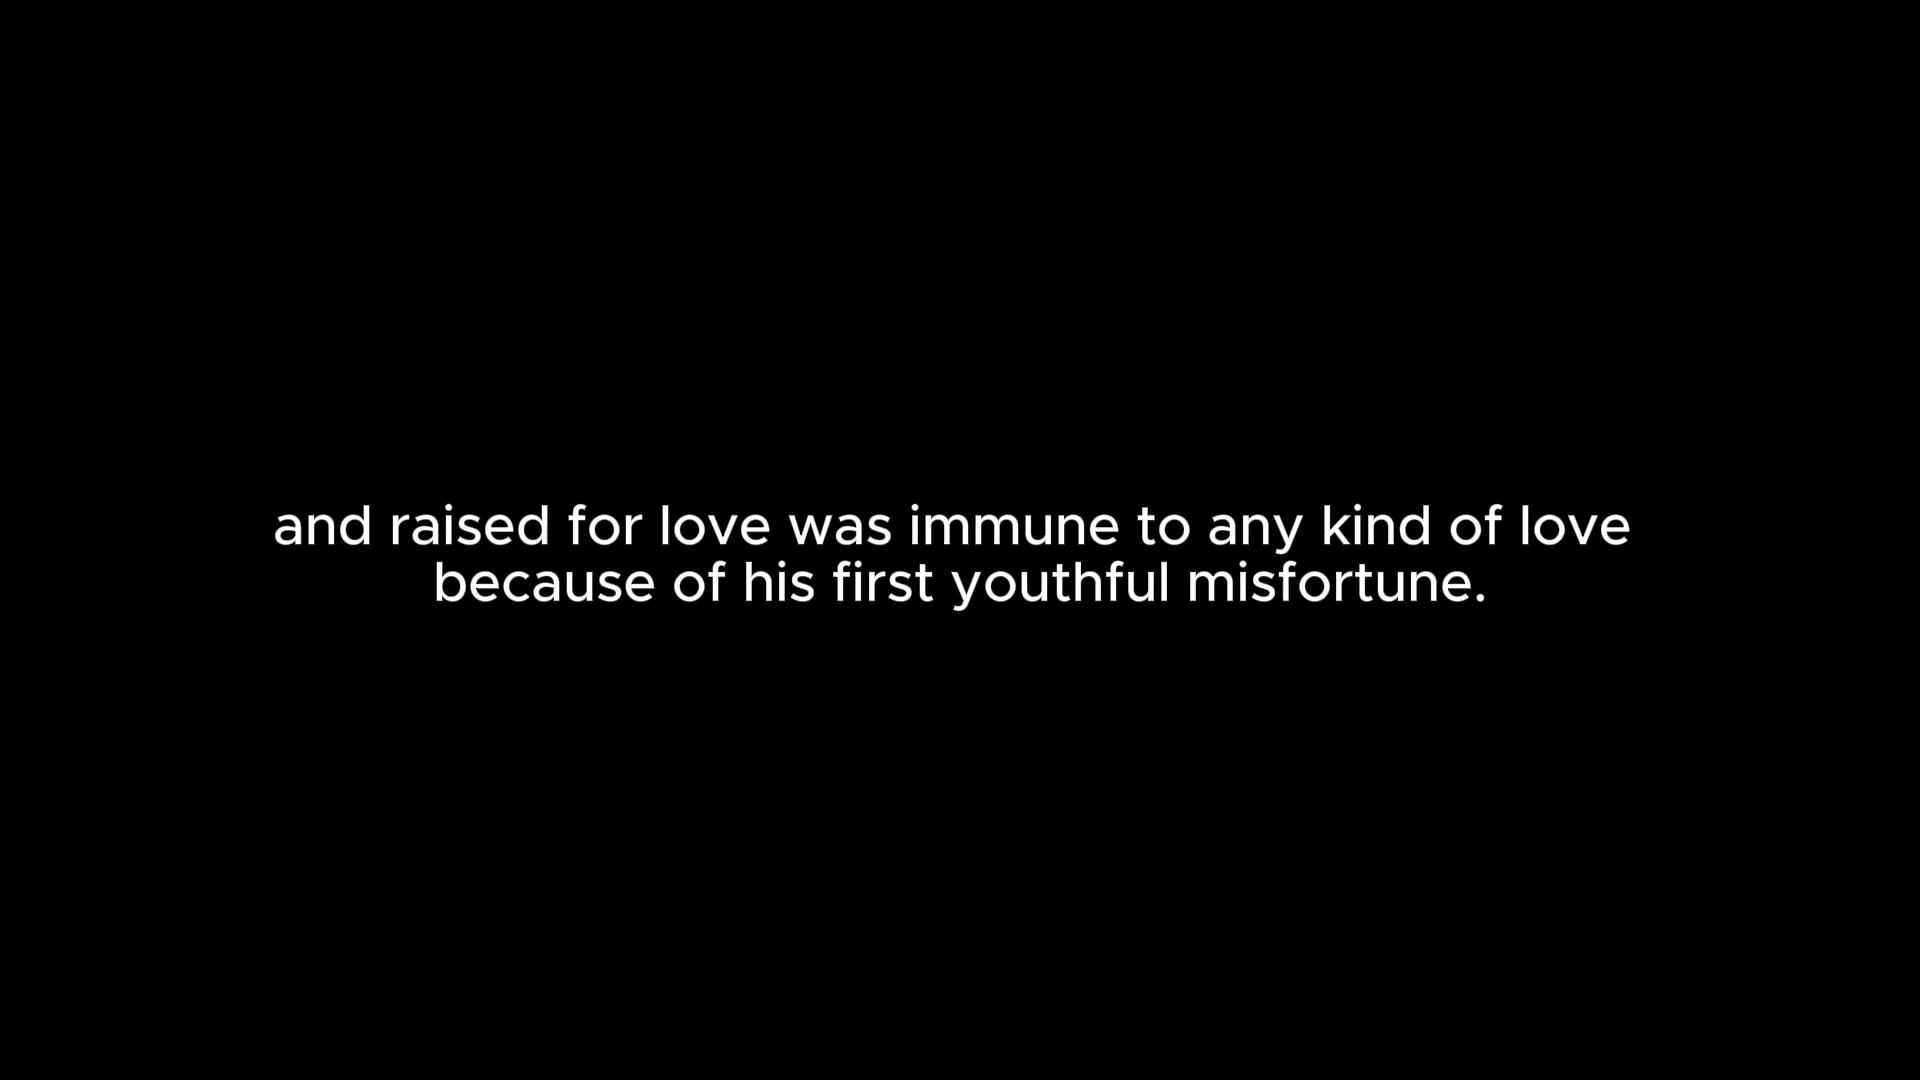 and raised for love was immune to any kind of love
because of his first youthful misfortune.